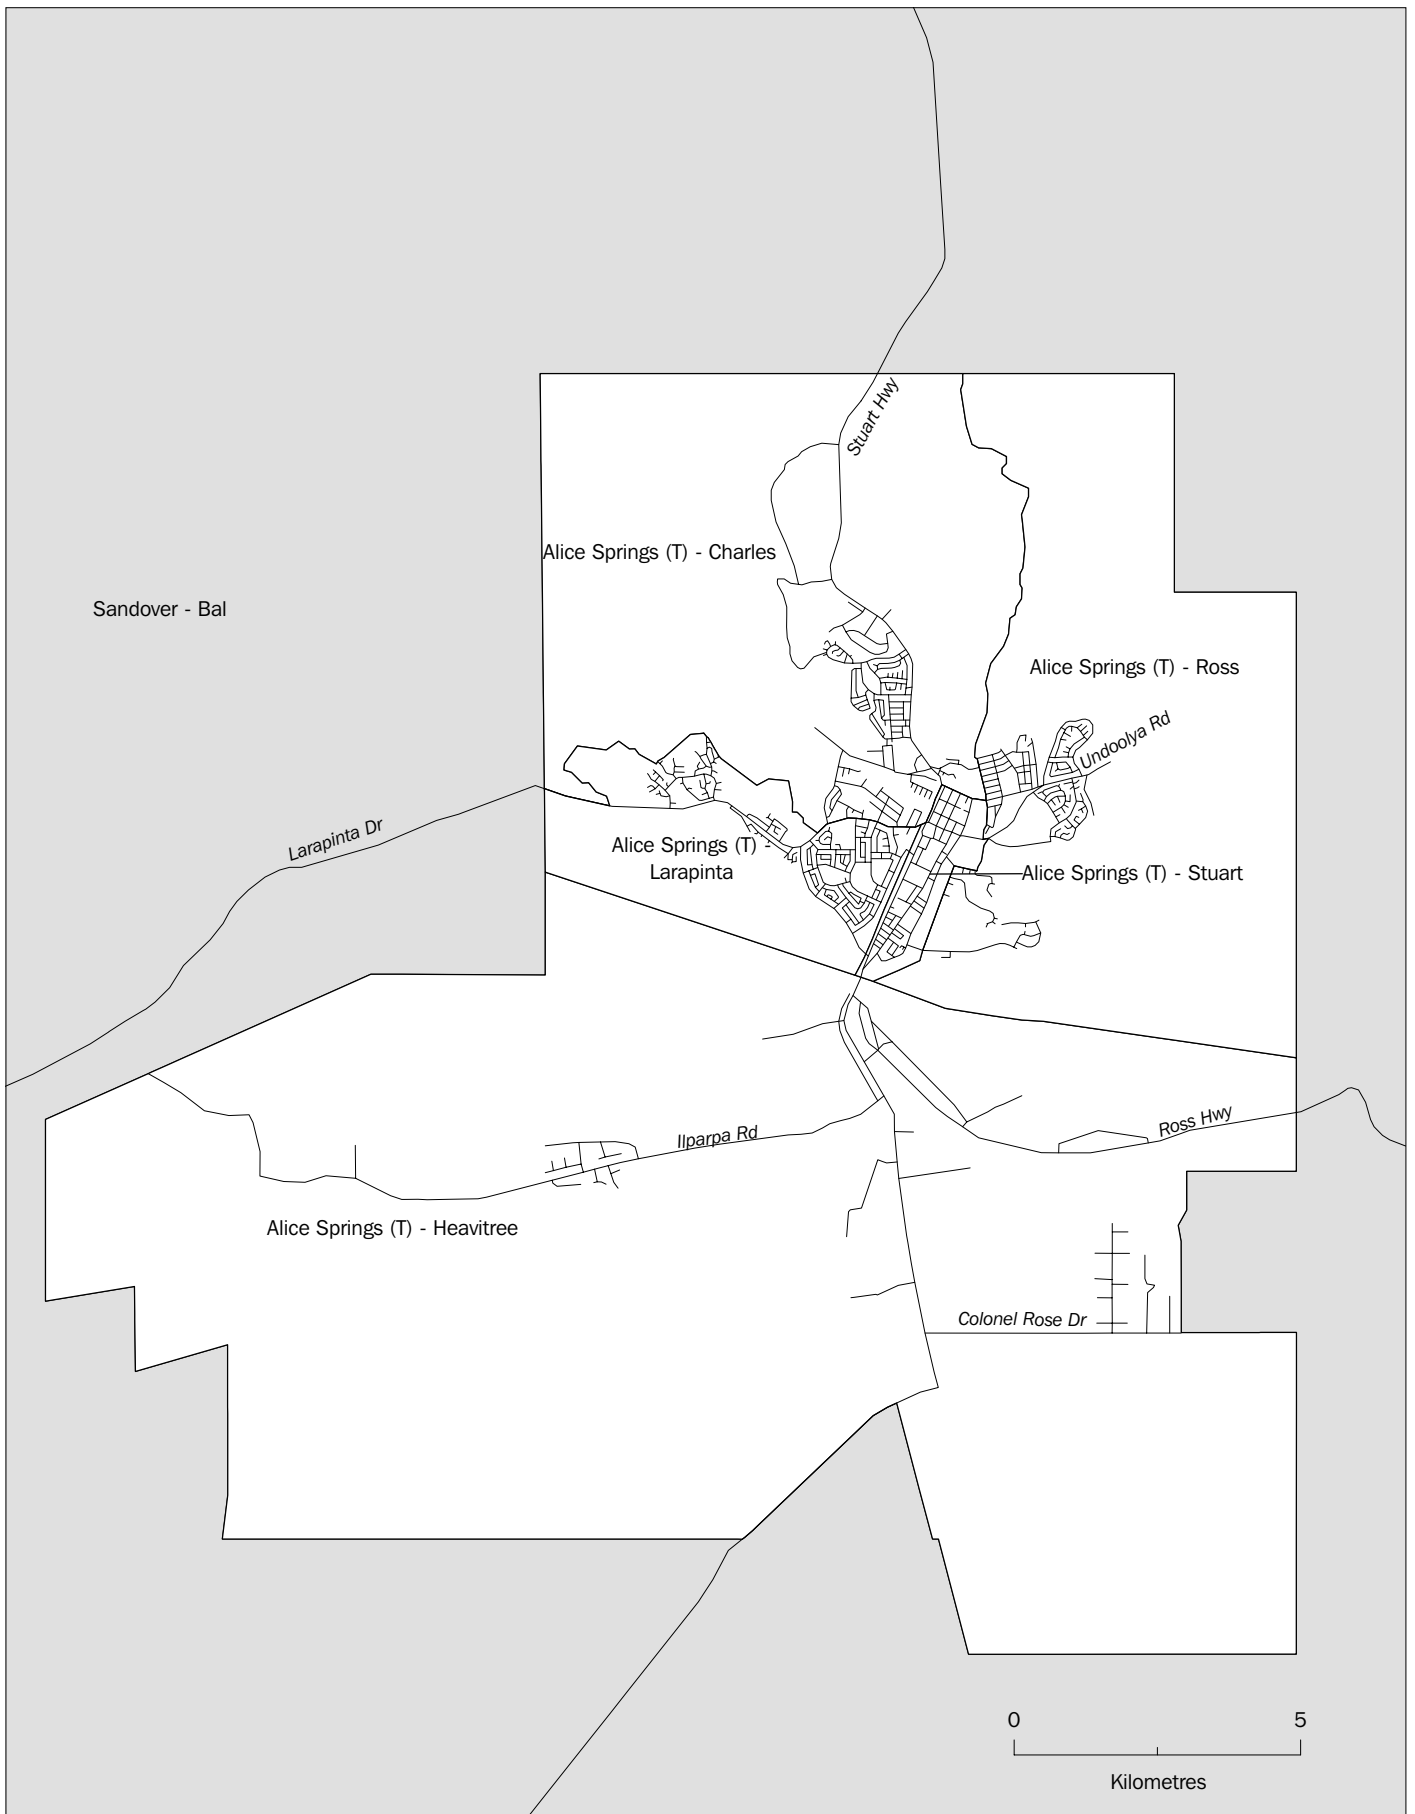 Stuart Hwy
Alice Springs (T) - Charles
Sandover - Bal
Alice Springs (T) - Ross
Undoolya Rd
Larapinta Dr
Alice Springs (T)
Larapinta
Alice Springs (T) - Stuart
Ross Hwy
Ilparpa Rd
Alice Springs (T) - Heavitree
Colonel Rose Dr
0 5
Kilometres